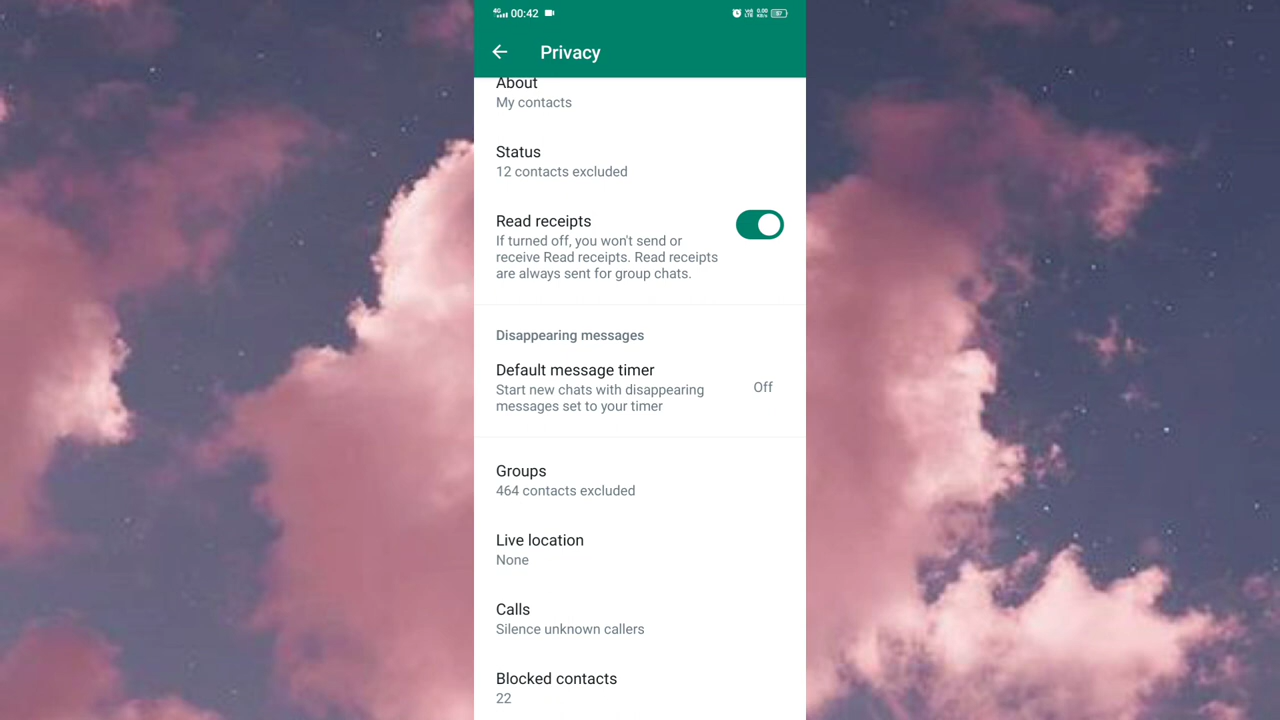 4G 00:42
97
Privacy
About
My contacts
Status
12 contacts excluded
Read receipts
If turned off, you won't send or
receive Read receipts. Read receipts
are always sent for group chats.
Disappearing messages
Default message timer
Start new chats with disappearing
messages set to your timer
Off
Groups
464 contacts excluded
Live location
None
Calls
Silence unknown callers
Blocked contacts
22